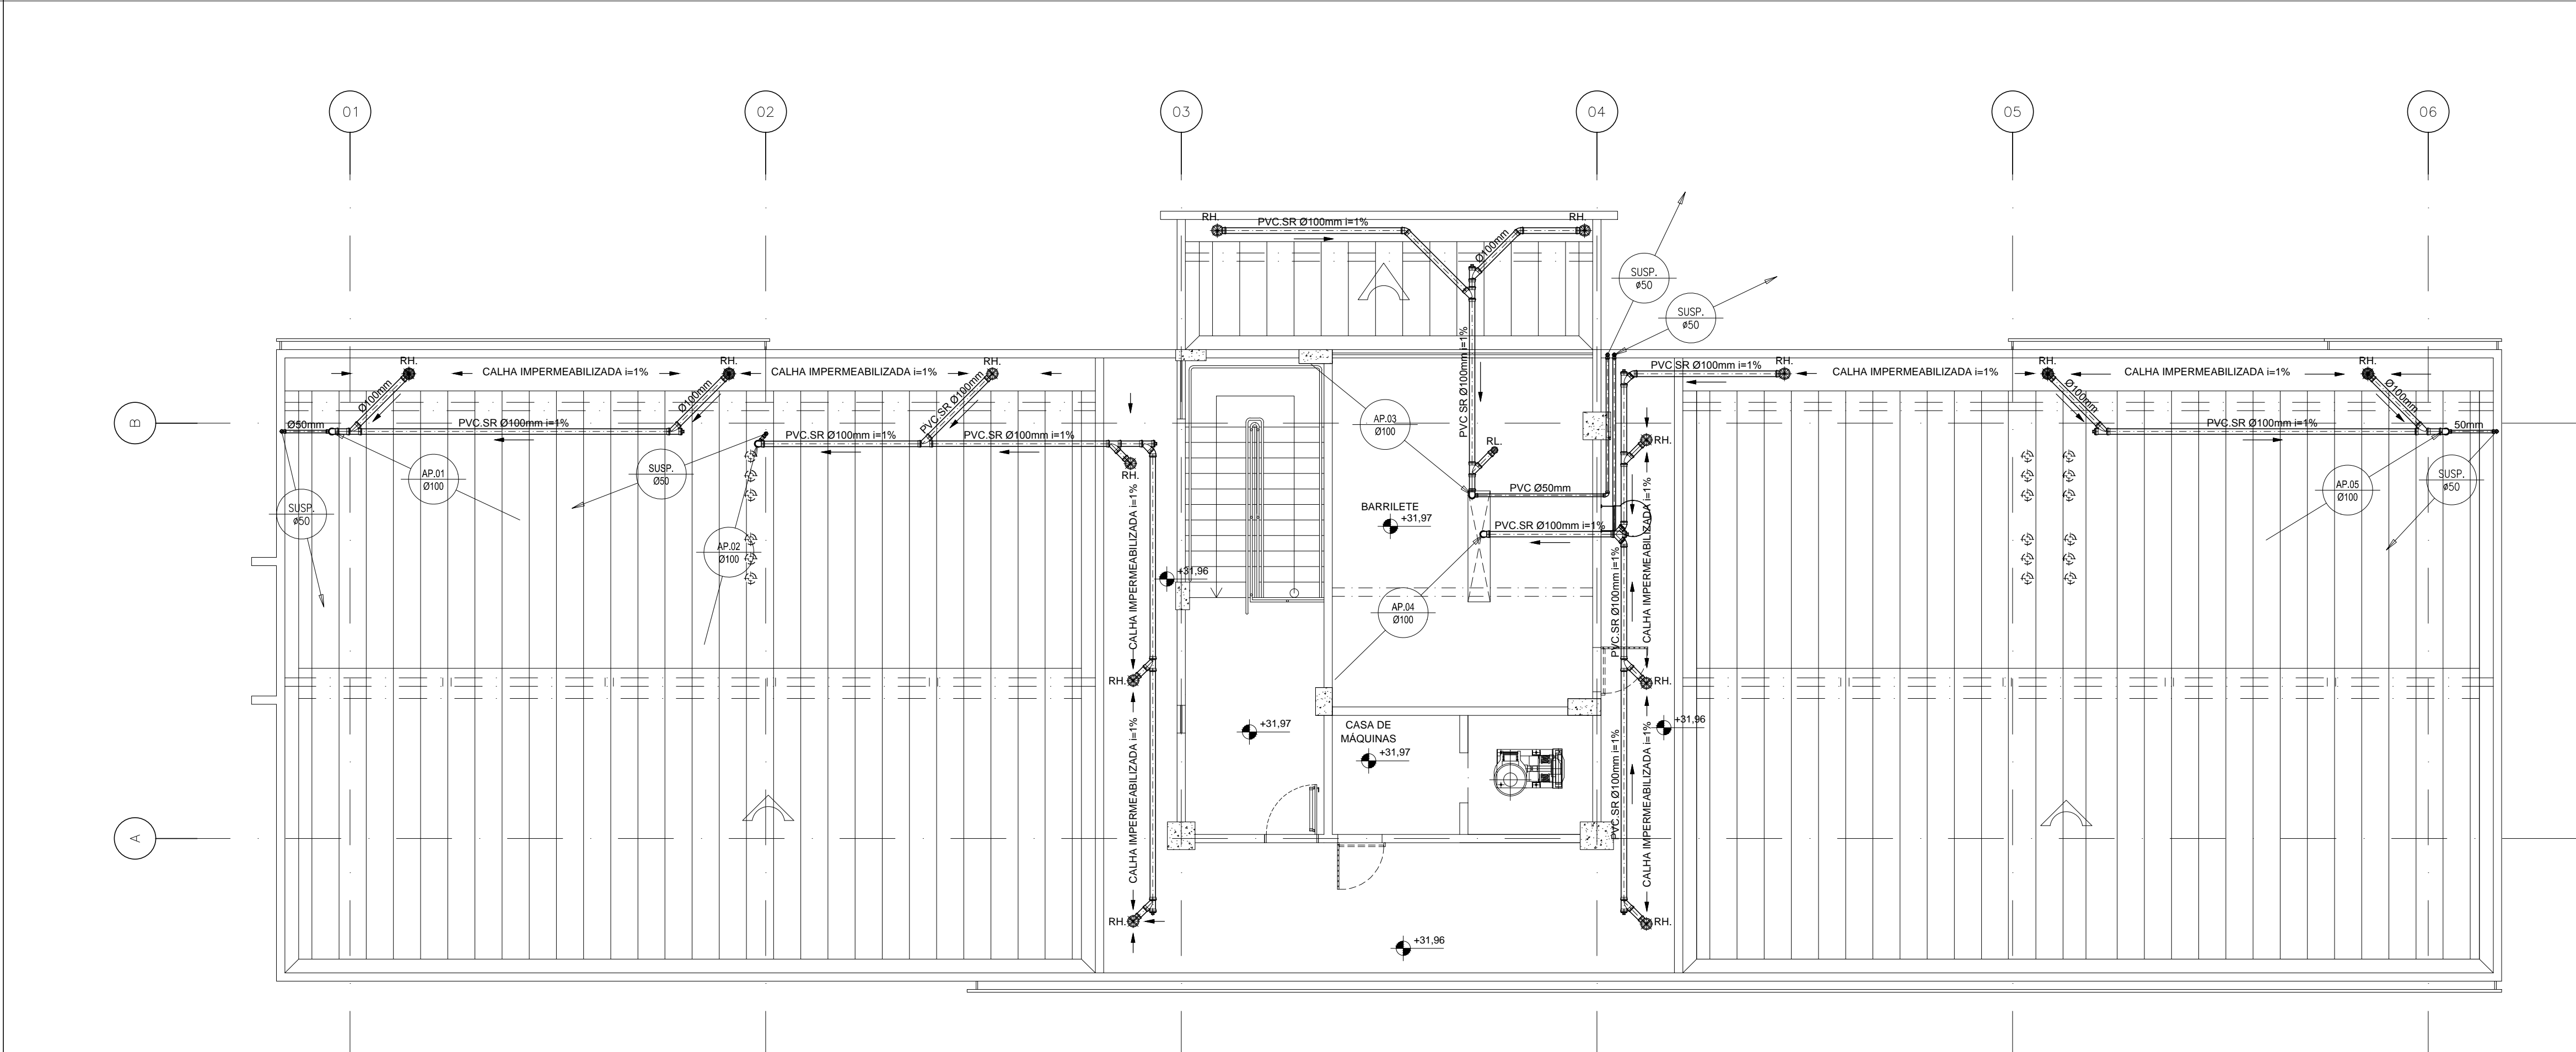 01
02
03
04
05
06
B
A
RH.
PVC.SR Ø100mm i=1%
RH.
Ø100mm
PVC SR Ø100mm i=1%
SUSP.
ø50
SUSP.
ø50
RH.
CALHA IMPERMEABILIZADA i=1%
RH.
CALHA IMPERMEABILIZADA i=1%
RH.
Ø100mm
Ø100mm
PVC.SR Ø100mm
Ø50mm
PVC.SR Ø100mm i=1%
PVC.SR Ø100mm i=1%
PVC.SR Ø100mm i=1%
RH.
AP.01
Ø100
SUSP.
Ø50
SUSP.
ø50
AP.02
Ø100
CALHA IMPERMEABILIZADA i=1%
RH.
CALHA IMPERMEABILIZADA i=1%
RH.
+31,96
+31,97
AP.03
Ø100
RL.
PVC Ø50mm
BARRILETE
+31,97
PVC.SR Ø100mm i=1%
AP.04
Ø100
CASA DE
MÁQUINAS
+31,97
+31,96
PVC SR Ø100mm i=1%
RH.
CALHA IMPERMEABILIZADA i=1%
RH.
CALHA IMPERMEABILIZADA i=1%
RH.
RH.
CALHA IMPERMEABILIZADA i=1%
PVC.SR Ø100mm i=1%
RH.
+31,96
PVC.SR Ø100mm i=1%
CALHA IMPERMEABILIZADA i=1%
RH.
Ø100mm
Ø100mm
PVC.SR Ø100mm i=1%
50mm
AP.05
Ø100
SUSP.
ø50